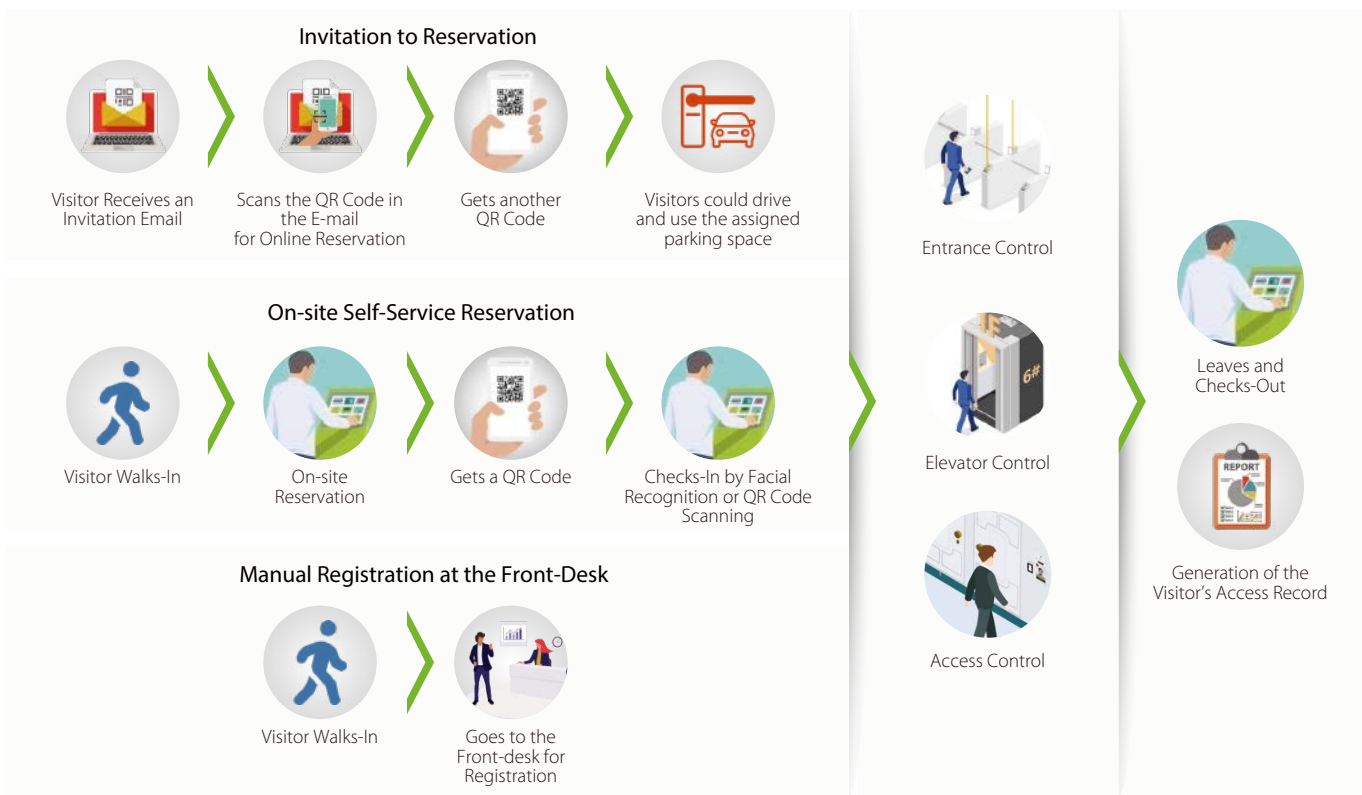 Invitation to Reservation
Visitor Receives an
Invitation Email
Scans the QR Code in
the E-mail
for Online Reservation
Gets another
QR Code
Visitors could drive
and use the assigned
parking space
On-site Self-Service Reservation
Visitor Walks-In
On-site
Reservation
Gets a QR Code
Checks-In by Facial
Recognition or QR Code
Scanning
Manual Registration at the Front-Desk
Visitor Walks-In
Goes to the
Front-desk for
Registration
Entrance Control
1F
6#
Elevator Control
Access Control
Leaves and
Checks-Out
REPORT
Generation of the
Visitor’s Access Record